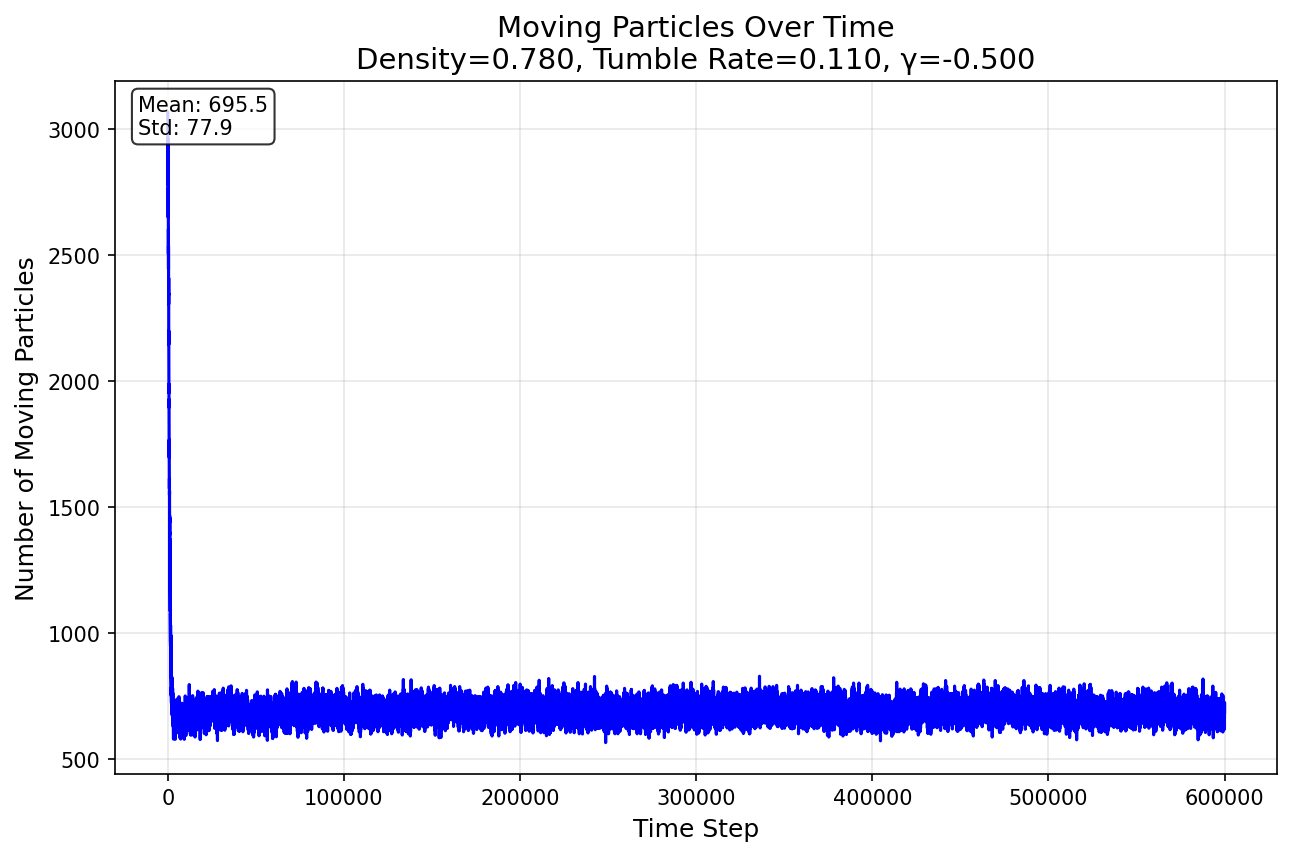 Moving Particles Over Time
Density=0.780, Tumble Rate=0.110, γ=-0.500
Mean: 695.5
Std: 77.9
Number of Moving Particles
3000
2500
2000
1500
1000
500
0
100000
200000
300000
400000
500000
600000
Time Step